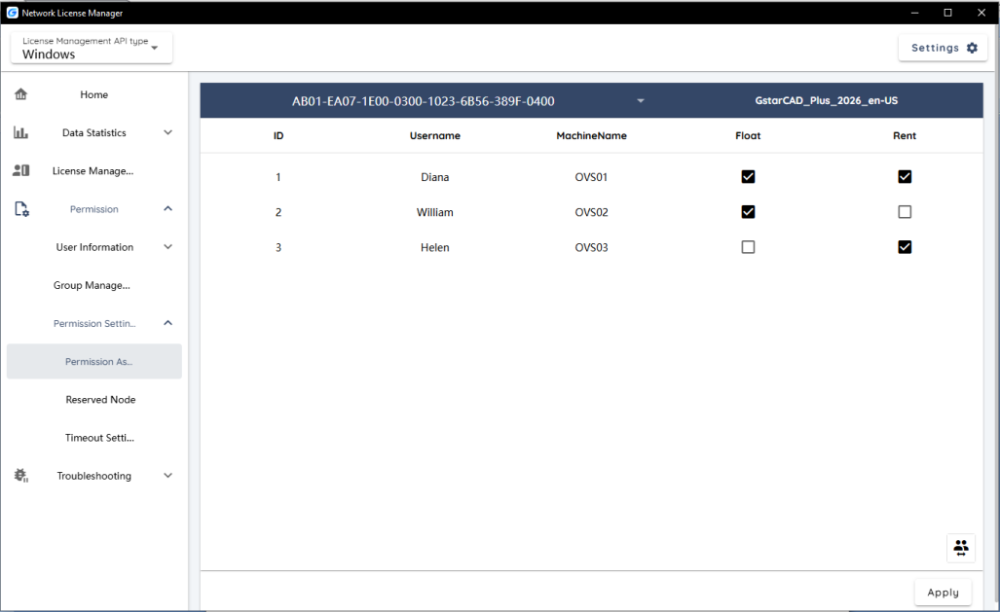 Network License Manager
License Management API type
Windows
Settings
Home
Data Statistics
License Manage...
Permission
User Information
Group Manage...
Permission Settin...
Permission As...
Reserved Node
Timeout Setti...
Troubleshooting
AB01-EA07-1E00-0300-1023-6B56-389F-0400 GstarCAD_Plus_2026_en-US
ID Username MachineName Float Rent
1 Diana OVS01
2 William OVS02
3 Helen OVS03
Apply